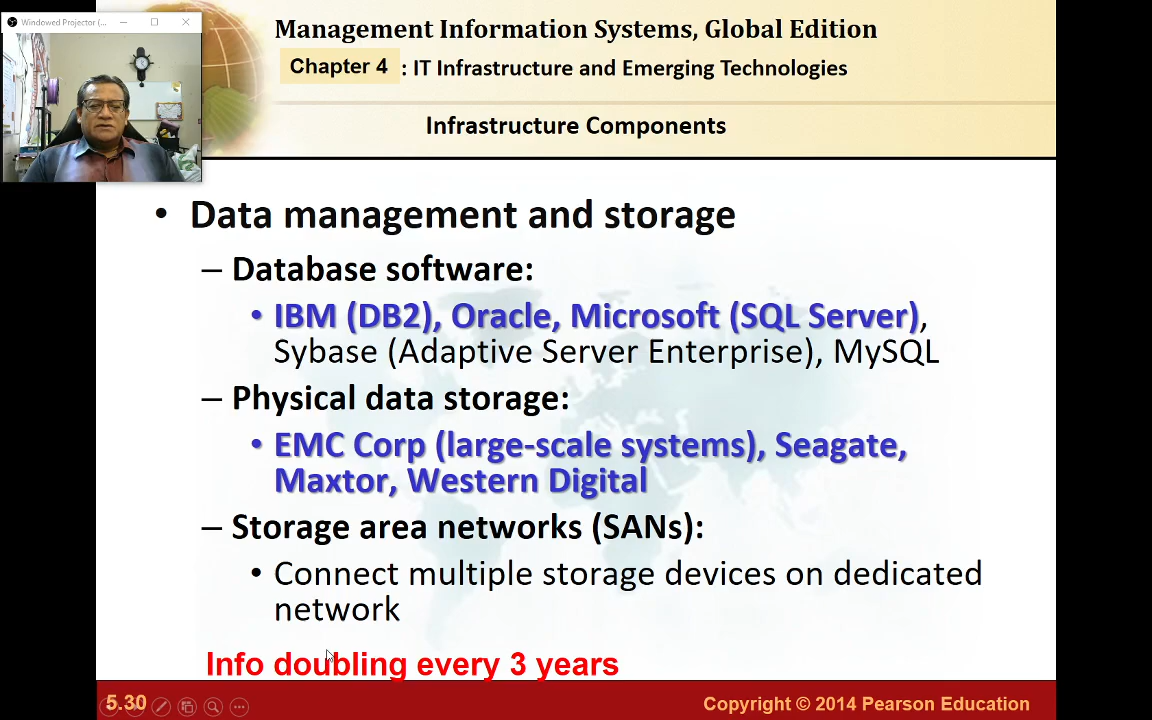 Windowed Projector (...
Management Information Systems, Global Edition
Chapter 4 : IT Infrastructure and Emerging Technologies
Infrastructure Components
• Data management and storage
– Database software:
• IBM (DB2), Oracle, Microsoft (SQL Server),
Sybase (Adaptive Server Enterprise), MySQL
– Physical data storage:
• EMC Corp (large-scale systems), Seagate,
Maxtor, Western Digital
– Storage area networks (SANs):
• Connect multiple storage devices on dedicated
network
Info doubling every 3 years
5.30
Copyright © 2014 Pearson Education